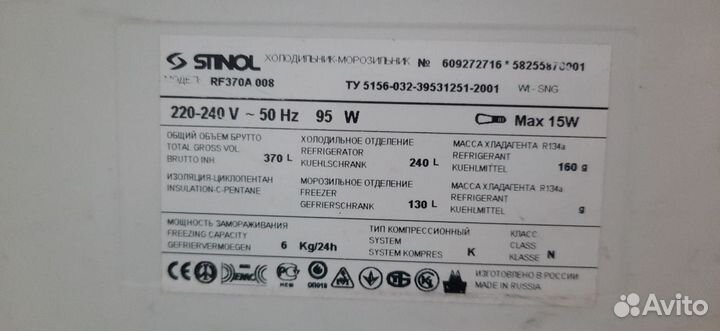 STINOL ХОЛОДИЛЬНИК-МОРОЗИЛЬНИК № 609272716 * 58255870001
МОДЕЛЬ RF370A 008 ТУ 5156-032-39531251-2001 WL- SNG
220-240 V ~ 50 Hz 95 W Max 15W
ОБЩИЙ ОБЪЕМ БРУТТО
TOTAL GROSS VOL
BRUTTO INH 370 L
ХОЛОДИЛЬНОЕ ОТДЕЛЕНИЕ
REFRIGERATOR
KUEHLSCHRANK 240 L
МАССА ХЛАДАГЕНТА R134a
REFRIGERANT
KUEHLMITTEL 160 g
ИЗОЛЯЦИЯ-ЦИКЛОПЕНТАН
INSULATION-C-PENTANE
МОРОЗИЛЬНОЕ ОТДЕЛЕНИЕ
FREEZER
GEFRIERSCHRANK 130 L
МАССА ХЛАДАГЕНТА R134a
REFRIGERANT
KUEHLMITTEL g
МОЩНОСТЬ ЗАМОРАЖИВАНИЯ
FREEZING CAPACITY
GEFRIERVERMOEGEN 6 Kg/24h
ТИП КОМПРЕССИОННЫЙ
SYSTEM
SYSTEM KOMPRES K
КЛАСС
CLASS
KLASSE N
ИЗГОТОВЛЕНО В РОССИИ
MADE IN RUSSIA
Avito